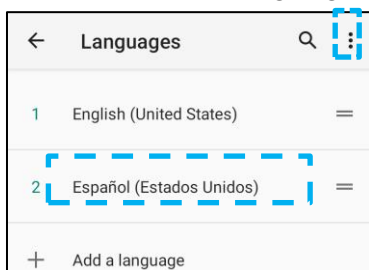 Languages
1 English (United States)
2 Español (Estados Unidos)
Add a language